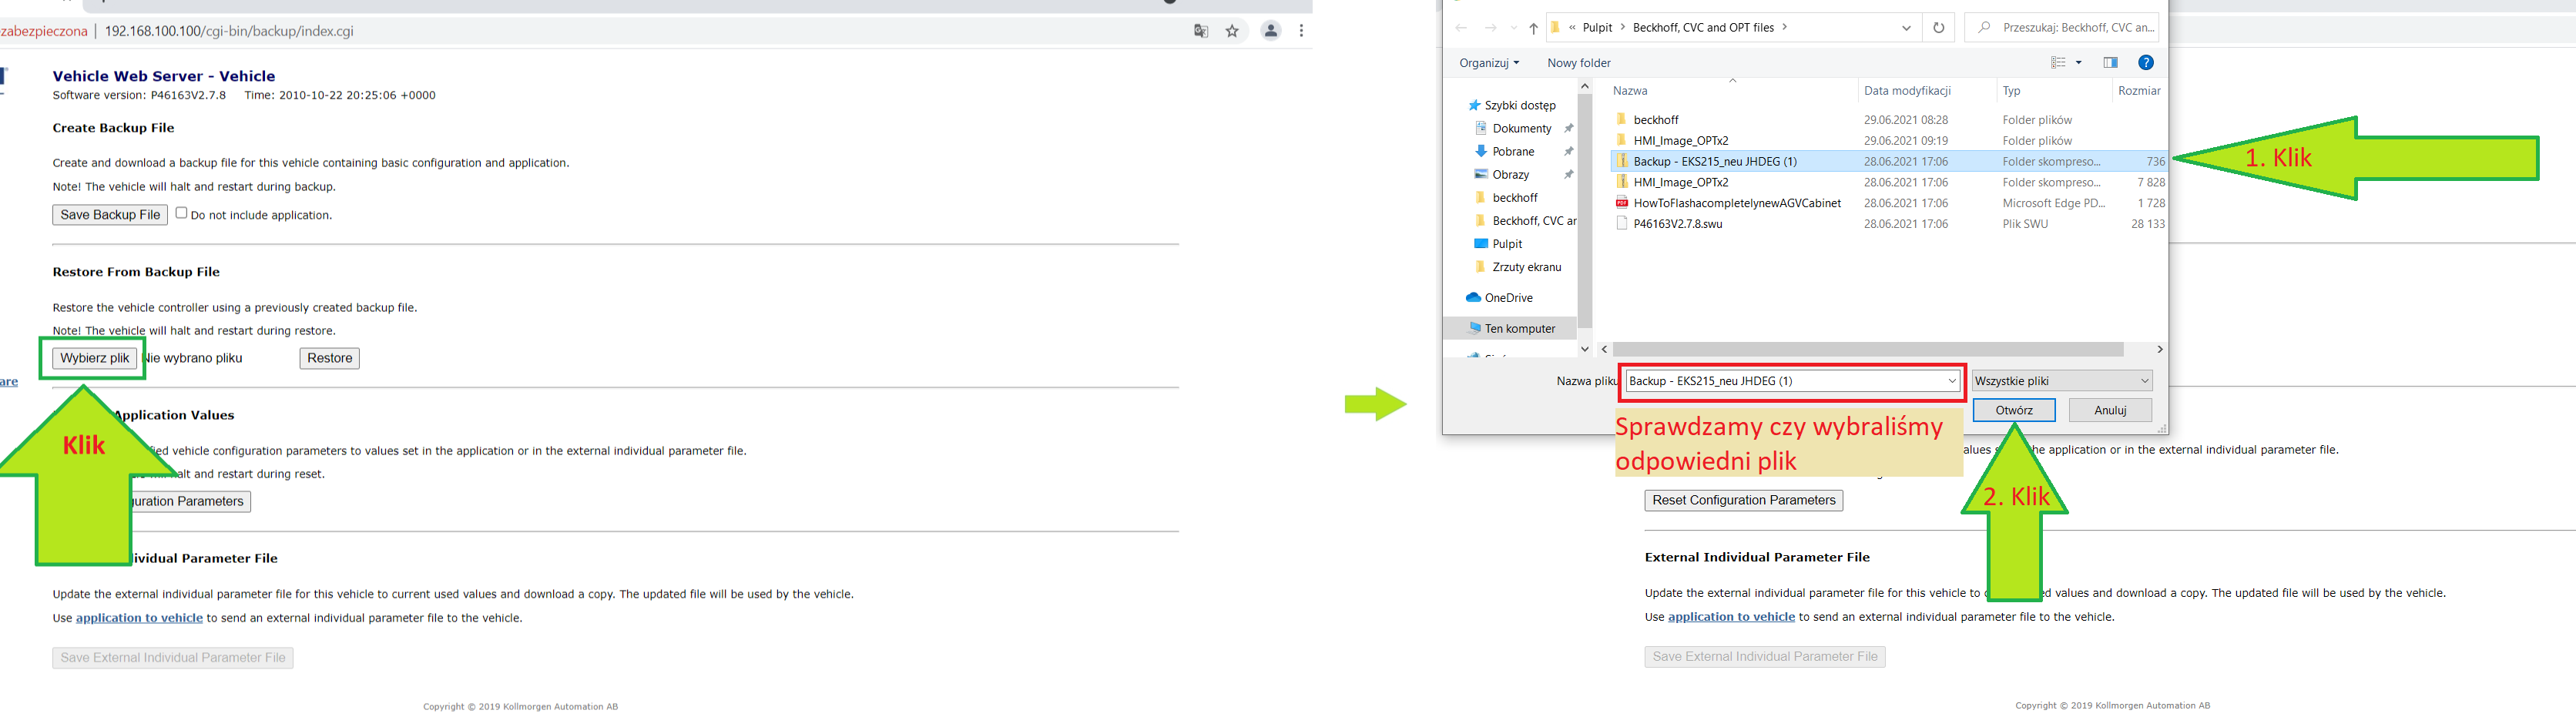 zabezpieczona | 192.168.100.100/cgi-bin/backup/index.cgi
Vehicle Web Server - Vehicle
Software version: P46163V2.7.8 Time: 2010-10-22 20:25:06 +0000
Create Backup File
Create and download a backup file for this vehicle containing basic configuration and application.
Note! The vehicle will halt and restart during backup.
Save Backup File Do not include application.
Restore From Backup File
Restore the vehicle controller using a previously created backup file.
Note! The vehicle will halt and restart during restore.
Wybierz plik Nie wybrano pliku Restore
are
Application Values
Klik
ied vehicle configuration parameters to values set in the application or in the external individual parameter file.
halt and restart during reset.
uration Parameters
ividual Parameter File
Update the external individual parameter file for this vehicle to current used values and download a copy. The updated file will be used by the vehicle.
Use application to vehicle to send an external individual parameter file to the vehicle.
Save External Individual Parameter File
Copyright © 2019 Kollmorgen Automation AB
« Pulpit > Beckhoff, CVC and OPT files > Przeszukaj: Beckhoff, CVC an...
Organizuj Nowy folder
Nazwa Data modyfikacji Typ Rozmiar
Szybki dostęp
Dokumenty
Pobrane
Obrazy
beckhoff
Beckhoff, CVC ar
Pulpit
Zrzuty ekranu
OneDrive
Ten komputer
beckhoff 29.06.2021 08:28 Folder plików
HMI_Image_OPTx2 29.06.2021 09:19 Folder plików
Backup - EKS215_neu JHDEG (1) 28.06.2021 17:06 Folder skompreso... 736
HMI_Image_OPTx2 28.06.2021 17:06 Folder skompreso... 7 828
HowToFlashacompletelynewAGVCabinet 28.06.2021 17:06 Microsoft Edge PD... 1 728
P46163V2.7.8.swu 28.06.2021 17:06 Plik SWU 28 133
1. Klik
Nazwa pliku Backup - EKS215_neu JHDEG (1) Wszystkie pliki
Otwórz Anuluj
Sprawdzamy czy wybraliśmy
odpowiedni plik
2. Klik
alues s he application or in the external individual parameter file.
Reset Configuration Parameters
External Individual Parameter File
Update the external individual parameter file for this vehicle to c ed values and download a copy. The updated file will be used by the vehicle.
Use application to vehicle to send an external individual parameter file to the vehicle.
Save External Individual Parameter File
Copyright © 2019 Kollmorgen Automation AB